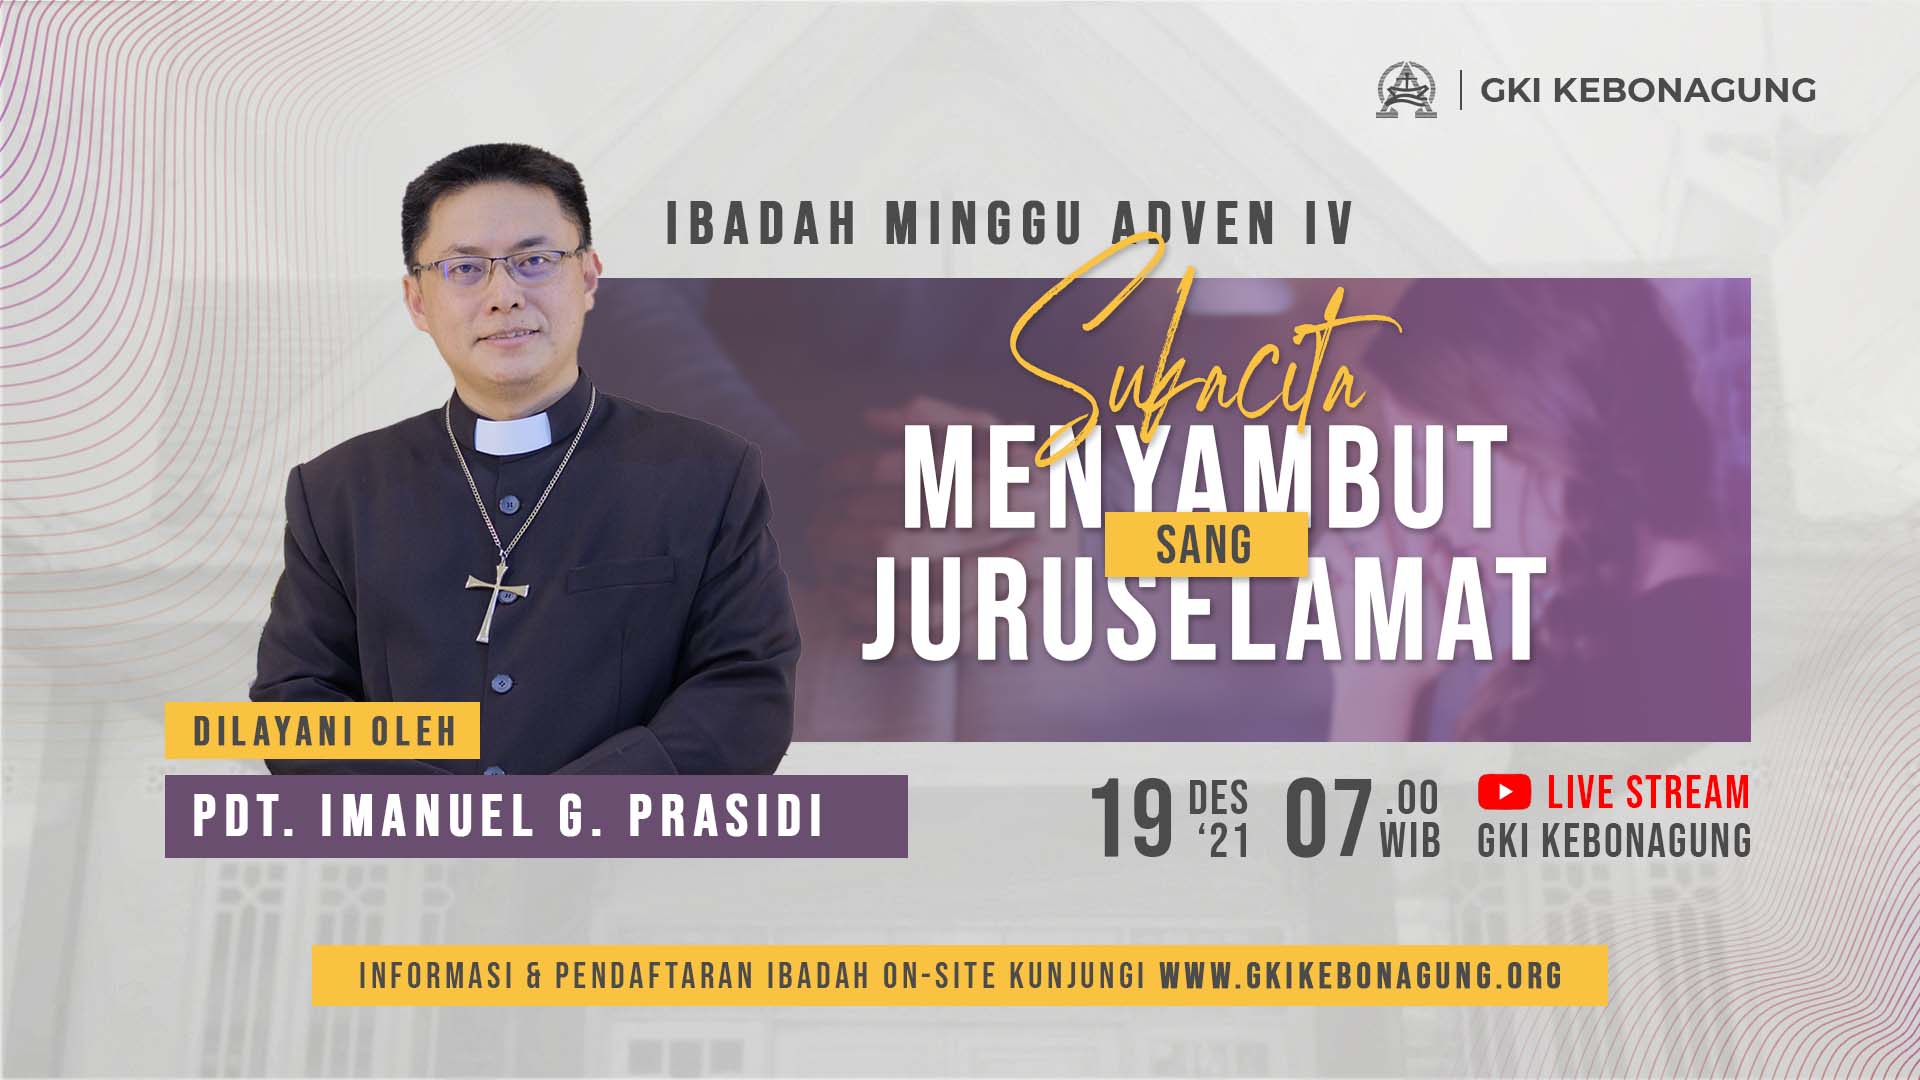 GKI KEBONAGUNG
IBADAH MINGGU ADVEN IV
Sukacita
MENYAMBUT
SANG
JURUSELAMAT
DILAYANI OLEH
PDT. IMANUEL G. PRASIDI
19 DES '21
07.00 WIB
LIVE STREAM
GKI KEBONAGUNG
INFORMASI & PENDAFTARAN IBADAH ON-SITE KUNJUNGI WWW.GKIKEBONAGUNG.ORG